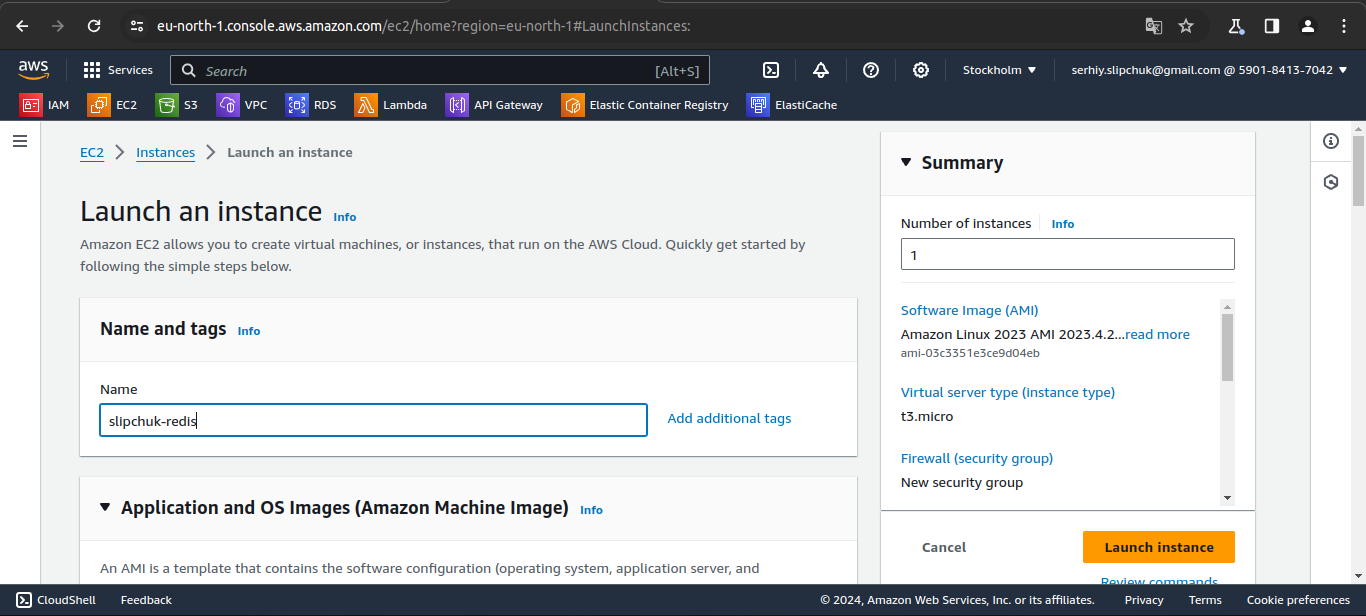 eu-north-1.console.aws.amazon.com/ec2/home?region=eu-north-1#LaunchInstances:
aws
Services
Search
[Alt+S]
Stockholm
serhiy.slipchuk@gmail.com @ 5901-8413-7042
IAM
EC2
S3
VPC
RDS
Lambda
API Gateway
Elastic Container Registry
ElastiCache
EC2
Instances
Launch an instance
Launch an instance Info
Amazon EC2 allows you to create virtual machines, or instances, that run on the AWS Cloud. Quickly get started by
following the simple steps below.
Name and tags Info
Name
slipchuk-redis
Add additional tags
Application and OS Images (Amazon Machine Image) Info
An AMI is a template that contains the software configuration (operating system, application server, and
Summary
Number of instances Info
1
Software Image (AMI)
Amazon Linux 2023 AMI 2023.4.2...read more
ami-03c3351e3ce9d04eb
Virtual server type (instance type)
t3.micro
Firewall (security group)
New security group
Cancel
Launch instance
Review commands
CloudShell
Feedback
© 2024, Amazon Web Services, Inc. or its affiliates.
Privacy
Terms
Cookie preferences